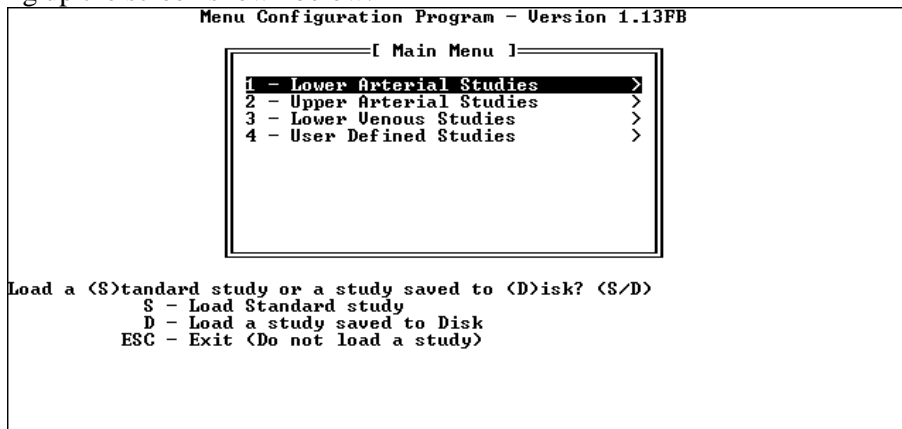 Menu Configuration Program - Version 1.13FB
[ Main Menu ]
1 - Lower Arterial Studies >
2 - Upper Arterial Studies >
3 - Lower Venous Studies >
4 - User Defined Studies >
Load a (S)tandard study or a study saved to (D)isk? (S/D)
S - Load Standard study
D - Load a study saved to Disk
ESC - Exit (Do not load a study)